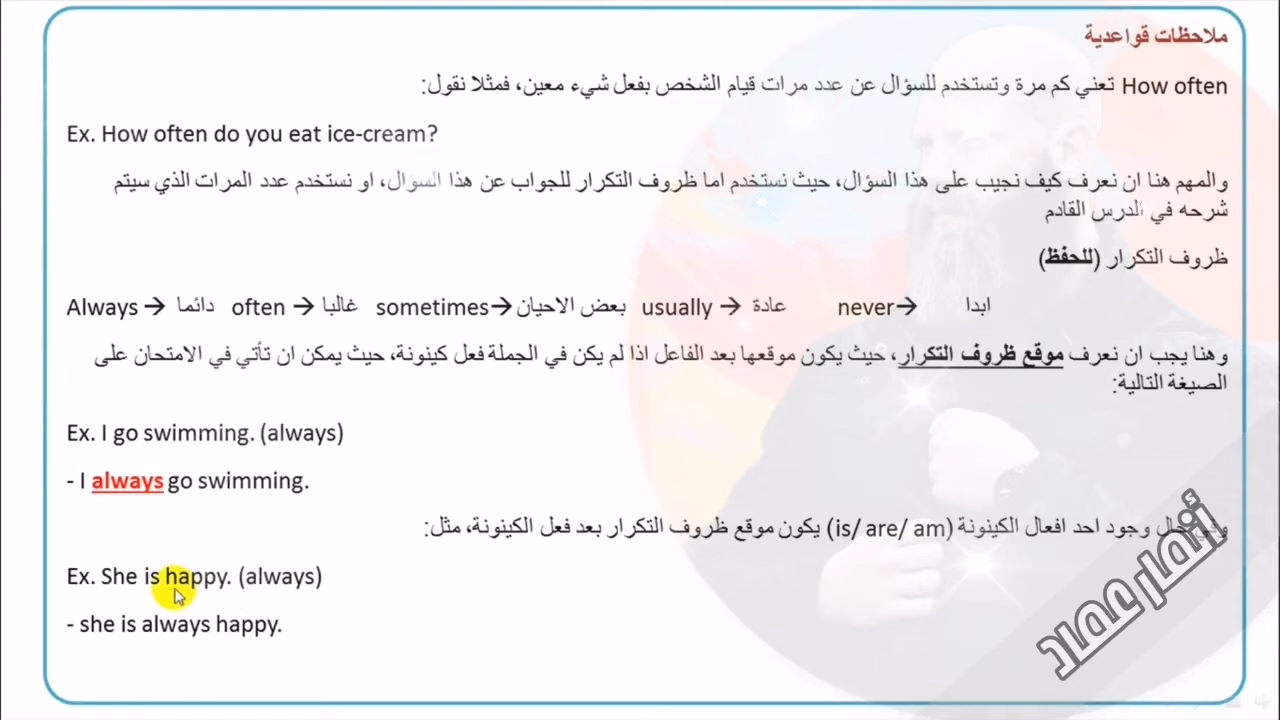 ملاحظات قواعدية
How often تعني كم مرة وتستخدم للسؤال عن عدد مرات قيام الشخص بفعل شيء معين، فمثلا نقول:
Ex. How often do you eat ice-cream?
والمهم هنا ان نعرف كيف نجيب على هذا السؤال، حيث نستخدم اما ظروف التكرار للجواب عن هذا السؤال، او نستخدم عدد المرات الذي سيتم
شرحه في الدرس القادم
ظروف التكرار (للحفظ)
Always → دائما often → غالبا sometimes→ بعض الاحيان usually → عادة never→ ابدا
وهنا يجب ان نعرف موقع ظروف التكرار، حيث يكون موقعها بعد الفاعل اذا لم يكن في الجملة فعل كينونة، حيث يمكن ان تأتي في الامتحان على
الصيغة التالية:
Ex. I go swimming. (always)
- I always go swimming.
وفي حال وجود احد افعال الكينونة (is/ are/ am) يكون موقع ظروف التكرار بعد فعل الكينونة، مثل:
Ex. She is happy. (always)
- she is always happy.
أنمار عماد